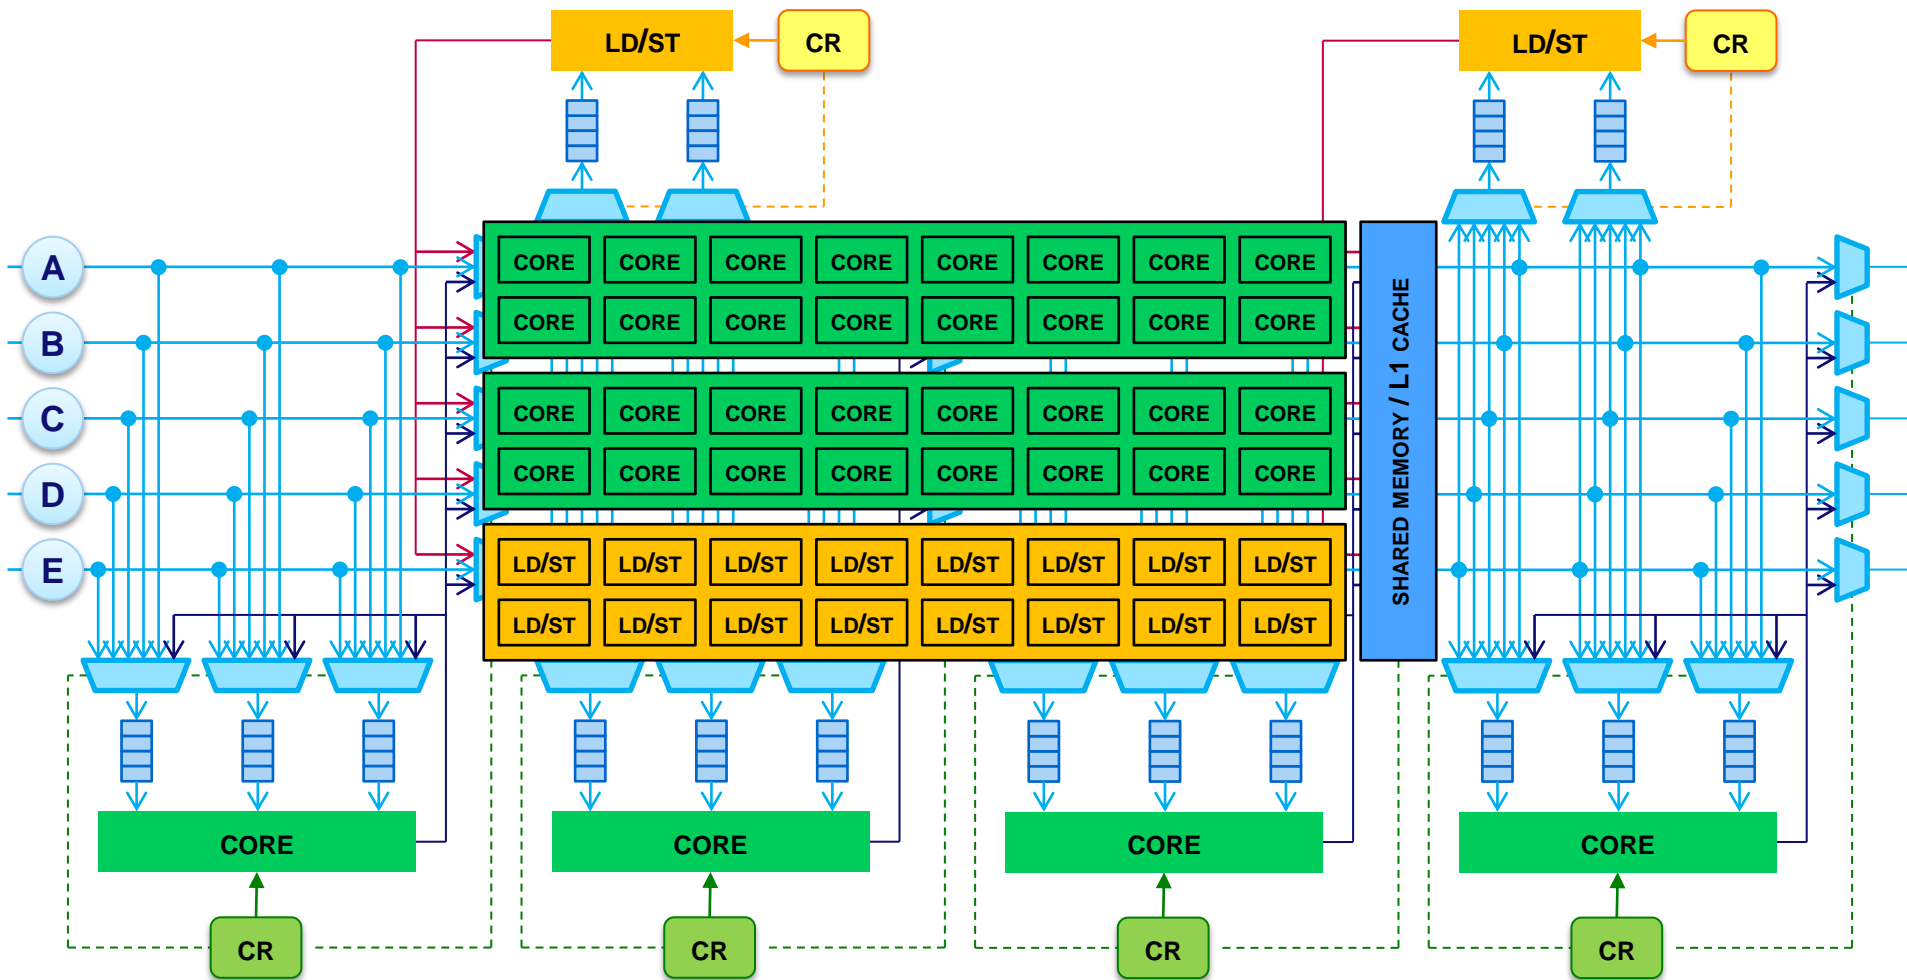 LD/ST CR LD/ST CR
A CORE CORE CORE CORE CORE CORE CORE CORE
B CORE CORE CORE CORE CORE CORE CORE CORE
C CORE CORE CORE CORE CORE CORE CORE CORE
D CORE CORE CORE CORE CORE CORE CORE CORE
E LD/ST LD/ST LD/ST LD/ST LD/ST LD/ST LD/ST LD/ST
LD/ST LD/ST LD/ST LD/ST LD/ST LD/ST LD/ST LD/ST
SHARED MEMORY / L1 CACHE
CORE CORE CORE CORE
CR CR CR CR